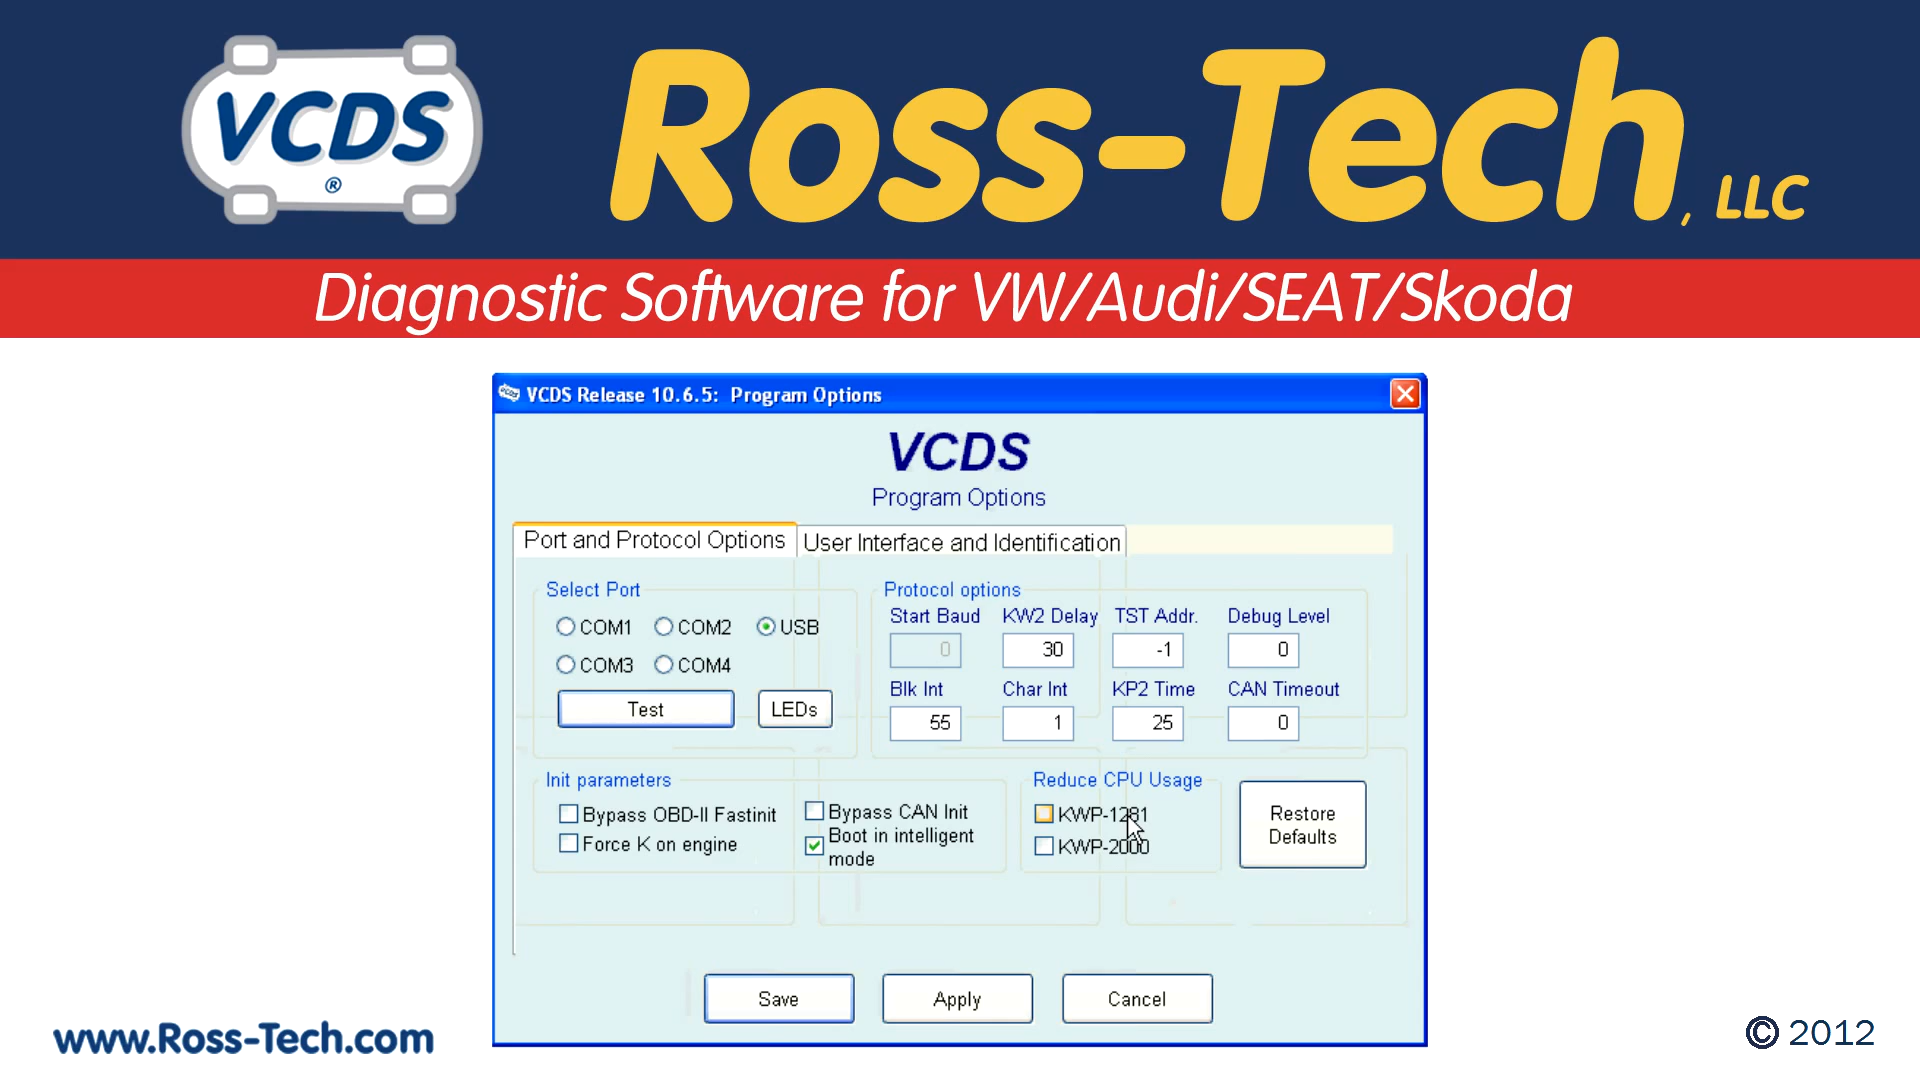 VCDS
®
Ross-Tech, LLC
Diagnostic Software for VW/Audi/SEAT/Skoda
VCDS Release 10.6.5: Program Options
VCDS
Program Options
Port and Protocol Options
User Interface and Identification
Select Port
COM1 COM2 USB
COM3 COM4
Test LEDs
Protocol options
Start Baud KW2 Delay TST Addr. Debug Level
0 30 -1 0
Blk Int Char Int KP2 Time CAN Timeout
55 1 25 0
Init parameters
Bypass OBD-II Fastinit
Force K on engine
Bypass CAN Init
Boot in intelligent
mode
Reduce CPU Usage
KWP-1281
KWP-2000
Restore
Defaults
Save Apply Cancel
www.Ross-Tech.com
© 2012